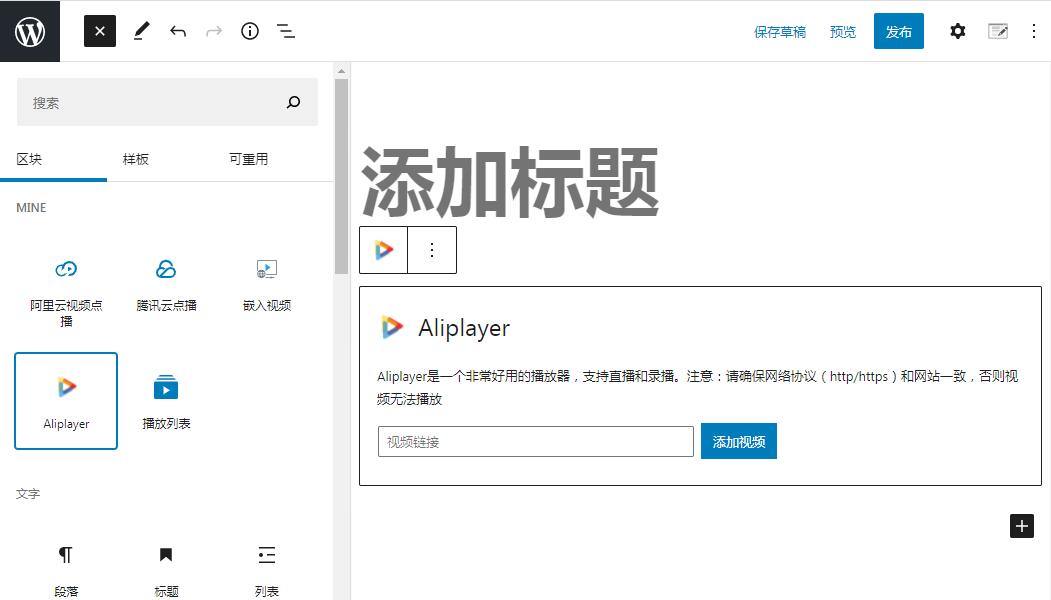 保存草稿 预览 发布
搜索
区块 样板 可重用
MINE
阿里云视频点
播
腾讯云点播
嵌入视频
Aliplayer
播放列表
文字
段落
标题
列表
添加标题
Aliplayer
Aliplayer是一个非常好用的播放器，支持直播和录播。注意：请确保网络协议（http/https）和网站一致，否则视
频无法播放
视频链接
添加视频